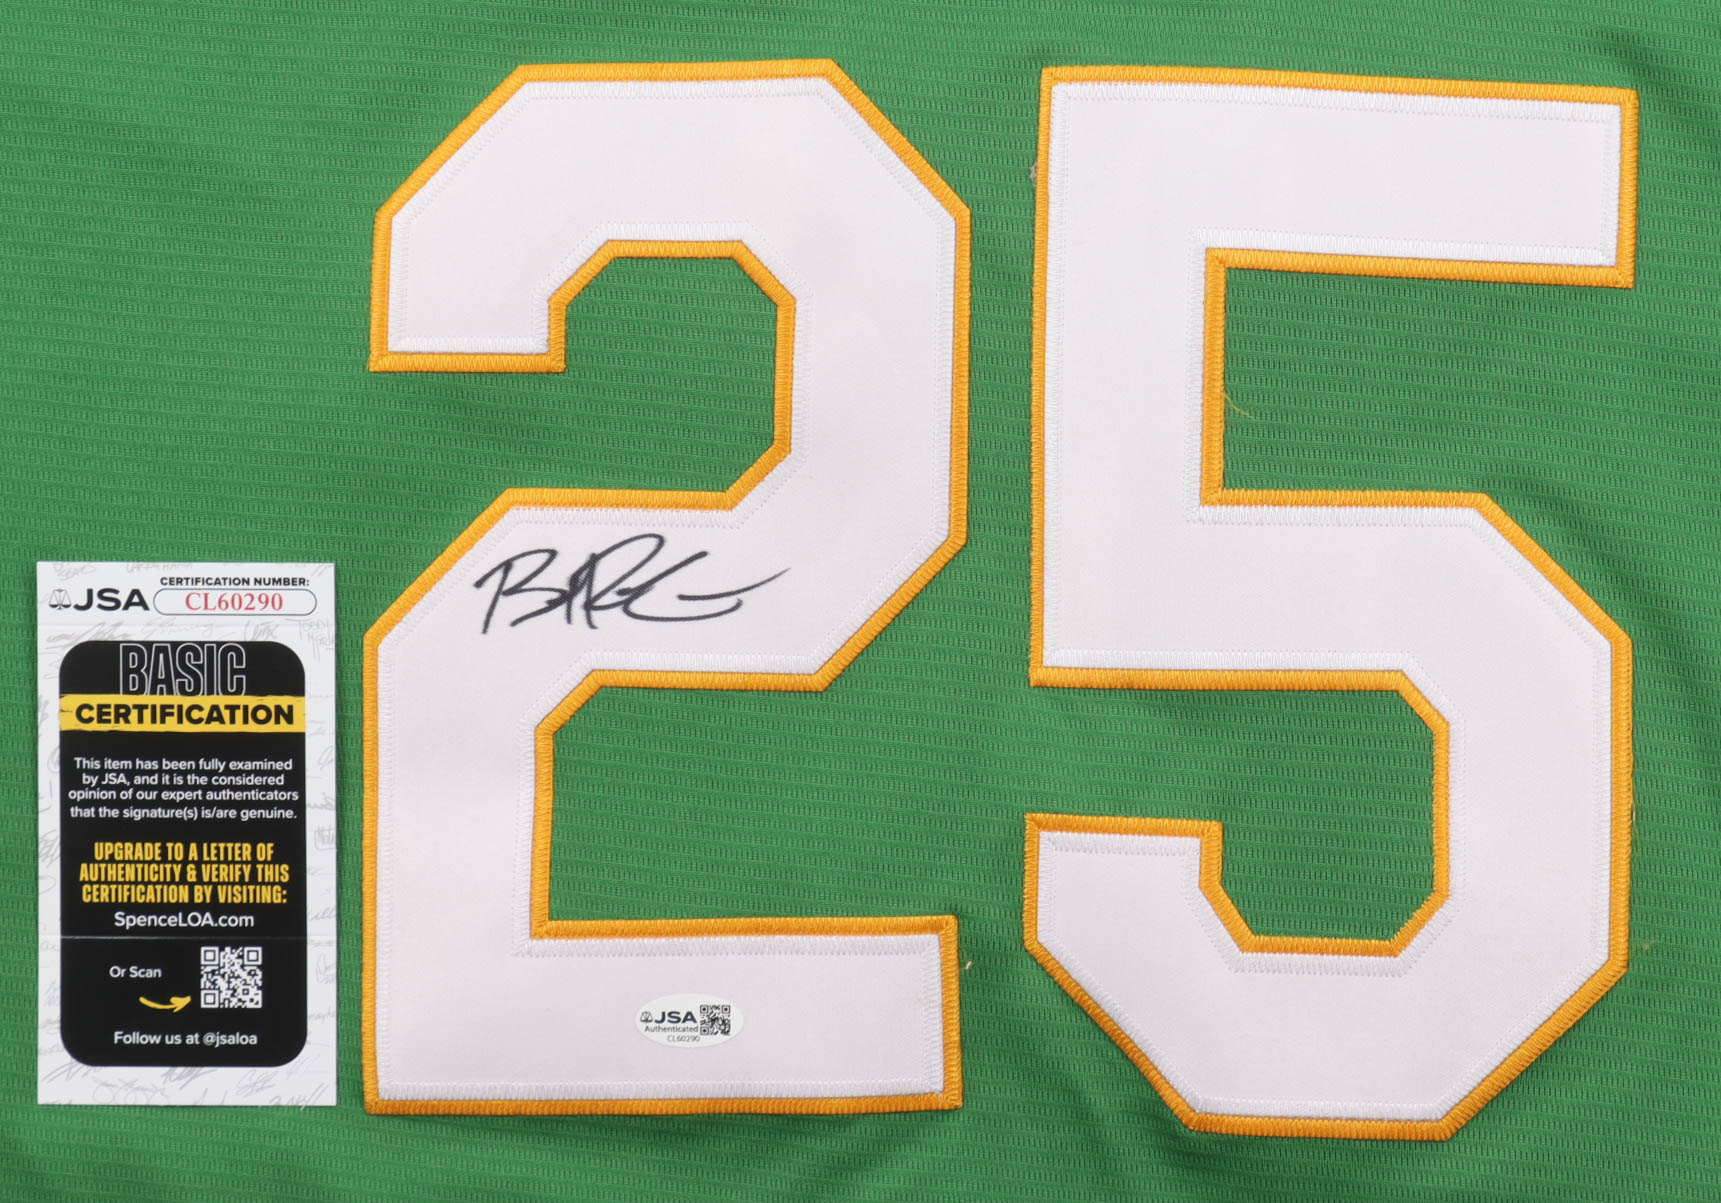 25
CERTIFICATION NUMBER:
JSA CL60290
BASIC
CERTIFICATION
This item has been fully examined
by JSA, and it is the considered
opinion of our expert authenticators
that the signature(s) is/are genuine.
UPGRADE TO A LETTER OF
AUTHENTICITY & VERIFY THIS
CERTIFICATION BY VISITING:
SpenceLOA.com
Or Scan
Follow us at @jsaloa
JSA
Authenticated
CL60290